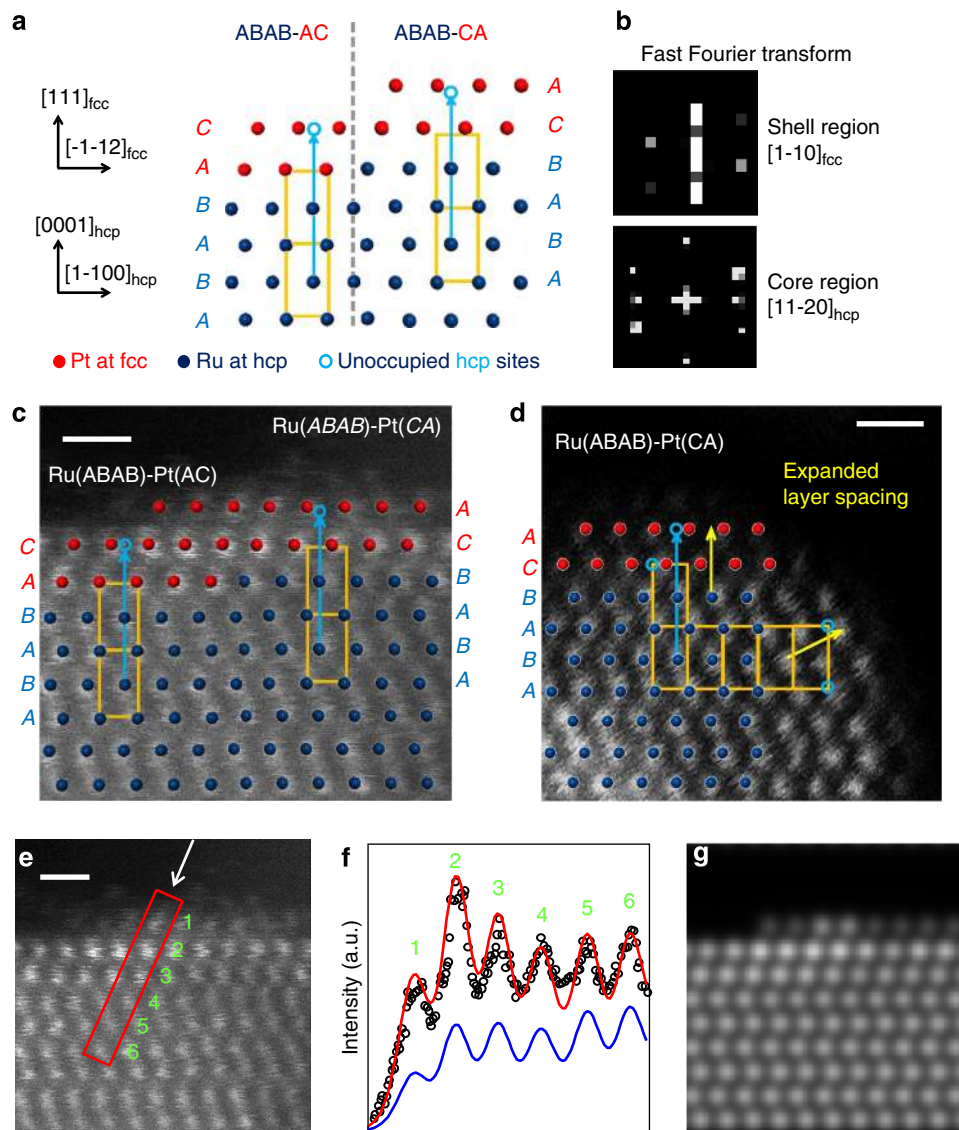 a
ABAB-AC
ABAB-CA
[111]fcc
[-1-12]fcc
[0001]hcp
[1-100]hcp
C
A
B
A
B
A
A
C
B
A
B
A
Pt at fcc
Ru at hcp
Unoccupied hcp sites
b
Fast Fourier transform
Shell region
[1-10]fcc
Core region
[11-20]hcp
c
Ru(ABAB)-Pt(CA)
Ru(ABAB)-Pt(AC)
C
A
B
A
B
A
A
C
B
A
B
A
d
Ru(ABAB)-Pt(CA)
Expanded
layer spacing
A
C
B
A
B
A
e
1
2
3
4
5
6
f
Intensity (a.u.)
1
2
3
4
5
6
g